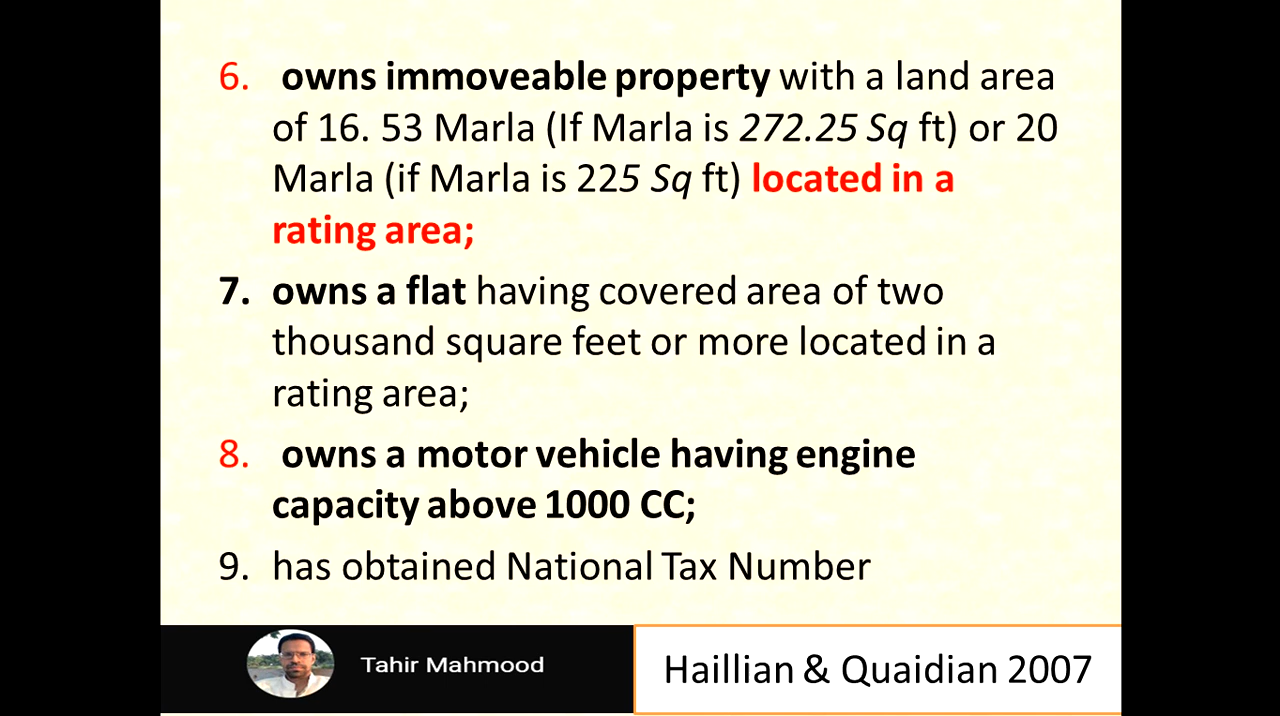 6. owns immoveable property with a land area
of 16. 53 Marla (If Marla is 272.25 Sq ft) or 20
Marla (if Marla is 225 Sq ft) located in a
rating area;
7. owns a flat having covered area of two
thousand square feet or more located in a
rating area;
8. owns a motor vehicle having engine
capacity above 1000 CC;
9. has obtained National Tax Number
Tahir Mahmood
Haillian & Quaidian 2007